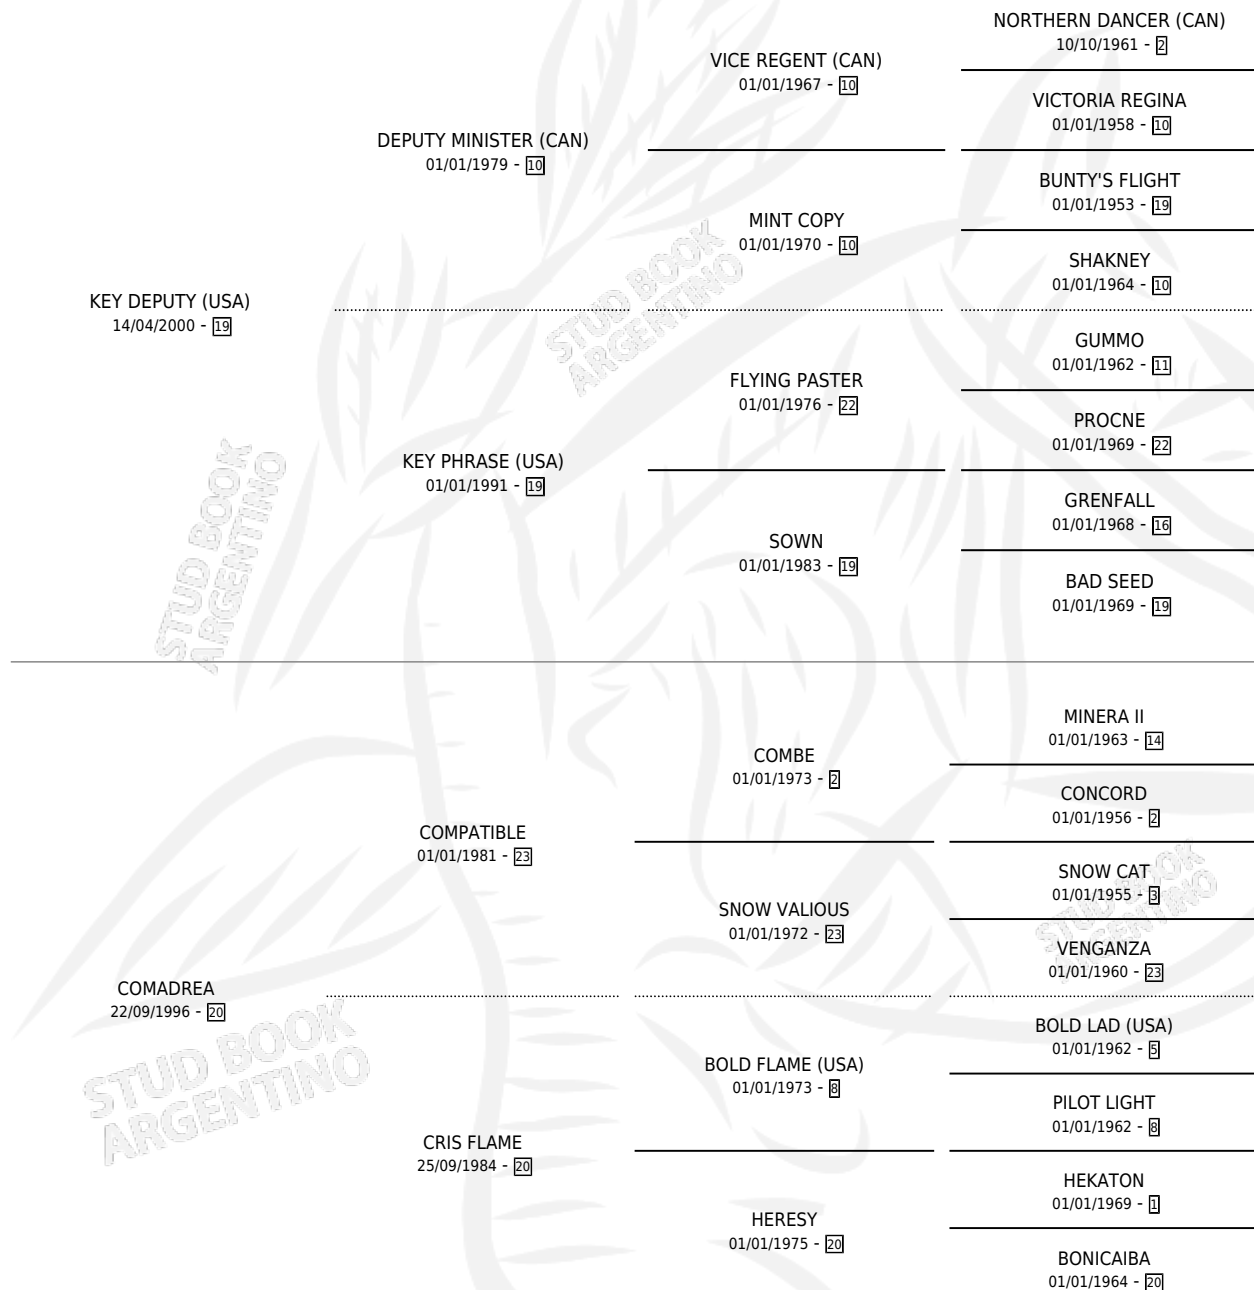 NORTHERN DANCER (CAN)
10/10/1961 - 2
VICE REGENT (CAN)
01/01/1967 - 10
VICTORIA REGINA
01/01/1958 - 10
DEPUTY MINISTER (CAN)
01/01/1979 - 10
BUNTY'S FLIGHT
01/01/1953 - 19
MINT COPY
01/01/1970 - 10
SHAKNEY
01/01/1964 - 10
KEY DEPUTY (USA)
14/04/2000 - 19
GUMMO
01/01/1962 - 11
FLYING PASTER
01/01/1976 - 22
PROCNE
01/01/1969 - 22
KEY PHRASE (USA)
01/01/1991 - 19
GRENFALL
01/01/1968 - 16
SOWN
01/01/1983 - 19
BAD SEED
01/01/1969 - 19
MINERA II
01/01/1963 - 14
COMBE
01/01/1973 - 2
CONCORD
01/01/1956 - 2
COMPATIBLE
01/01/1981 - 23
SNOW CAT
01/01/1955 - 3
SNOW VALIOUS
01/01/1972 - 23
VENGANZA
01/01/1960 - 23
COMADREA
22/09/1996 - 20
BOLD LAD (USA)
01/01/1962 - 5
BOLD FLAME (USA)
01/01/1973 - 8
PILOT LIGHT
01/01/1962 - 8
CRIS FLAME
25/09/1984 - 20
HEKATON
01/01/1969 - 1
HERESY
01/01/1975 - 20
BONICAIBA
01/01/1964 - 20
STUD BOOK
ARGENTINO
STUD BOOK
ARGENTINO
STUD BOOK
ARGENTINO
STUD BOOK
ARGENTINO